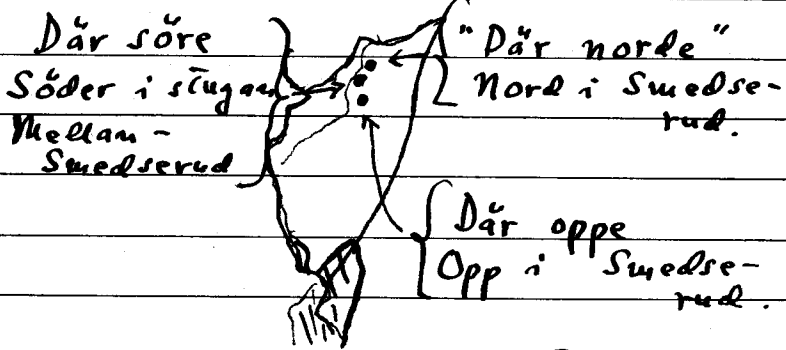 Där söre
Söder i stugan
Mellan-
Smedserud
"Där norde"
Nord i Smedse-
rud.
Där oppe
Opp i Smedse-
rud.